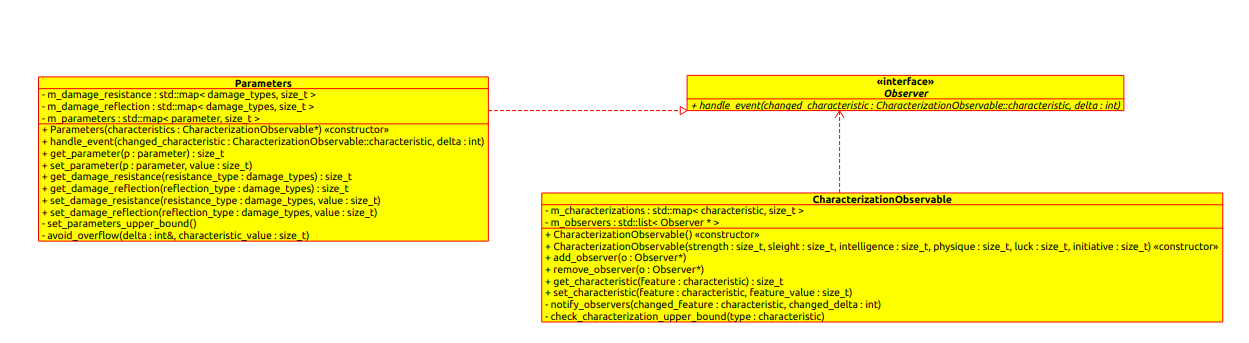 Parameters
- m_damage_resistance : std::map< damage_types, size_t >
- m_damage_reflection : std::map< damage_types, size_t >
- m_parameters : std::map< parameter, size_t >
+ Parameters(characteristics : CharacterizationObservable*) «constructor»
+ handle_event(changed_characteristic : CharacterizationObservable::characteristic, delta : int)
+ get_parameter(p : parameter) : size_t
+ set_parameter(p : parameter, value : size_t)
+ get_damage_resistance(resistance_type : damage_types) : size_t
+ get_damage_reflection(reflection_type : damage_types) : size_t
+ set_damage_resistance(resistance_type : damage_types, value : size_t)
+ set_damage_reflection(reflection_type : damage_types, value : size_t)
- set_parameters_upper_bound()
- avoid_overflow(delta : int&, characteristic_value : size_t)
«interface»
Observer
+ handle_event(changed_characteristic : CharacterizationObservable::characteristic, delta : int)
CharacterizationObservable
- m_characterizations : std::map< characteristic, size_t >
- m_observers : std::list< Observer * >
+ CharacterizationObservable() «constructor»
+ CharacterizationObservable(strength : size_t, sleight : size_t, intelligence : size_t, physique : size_t, luck : size_t, initiative : size_t) «constructor»
+ add_observer(o : Observer*)
+ remove_observer(o : Observer*)
+ get_characteristic(feature : characteristic) : size_t
+ set_characteristic(feature : characteristic, feature_value : size_t)
- notify_observers(changed_feature : characteristic, changed_delta : int)
- check_characterization_upper_bound(type : characteristic)